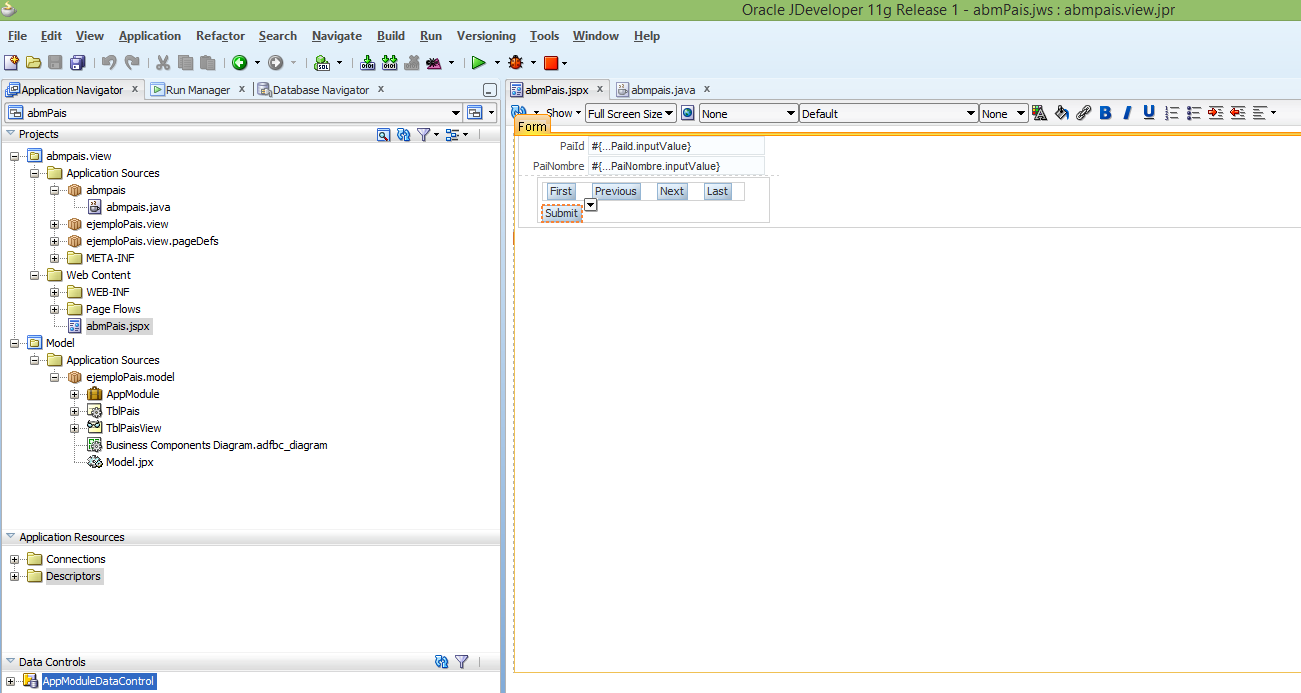 Oracle JDeveloper 11g Release 1 - abmPais.jws : abmpais.view.jpr
File Edit View Application Refactor Search Navigate Build Run Versioning Tools Window Help
Application Navigator x Run Manager x Database Navigator x
abmPais
Projects
abmpais.view
Application Sources
abmpais
abmpais.java
ejemploPais.view
ejemploPais.view.pageDefs
META-INF
Web Content
WEB-INF
Page Flows
abmPais.jspx
Model
Application Sources
ejemploPais.model
AppModule
TblPais
TblPaisView
Business Components Diagram.adfbc_diagram
Model.jpx
Application Resources
Connections
Descriptors
Data Controls
AppModuleDataControl
abmPais.jspx x abmpais.java x
Show Full Screen Size None Default None B I U
Form
PaiId #{...PaiId.inputValue}
PaiNombre #{...PaiNombre.inputValue}
First Previous Next Last
Submit